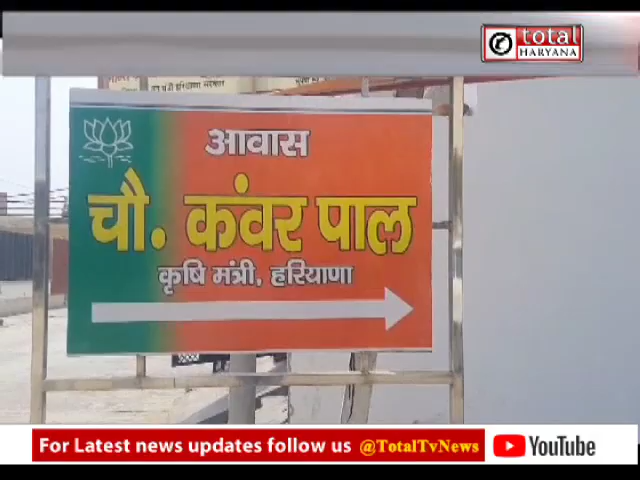 total
HARYANA
आवास
चौ. कंवर पाल
कृषि मंत्री, हरियाणा
For Latest news updates follow us @TotalTvNews
YouTube